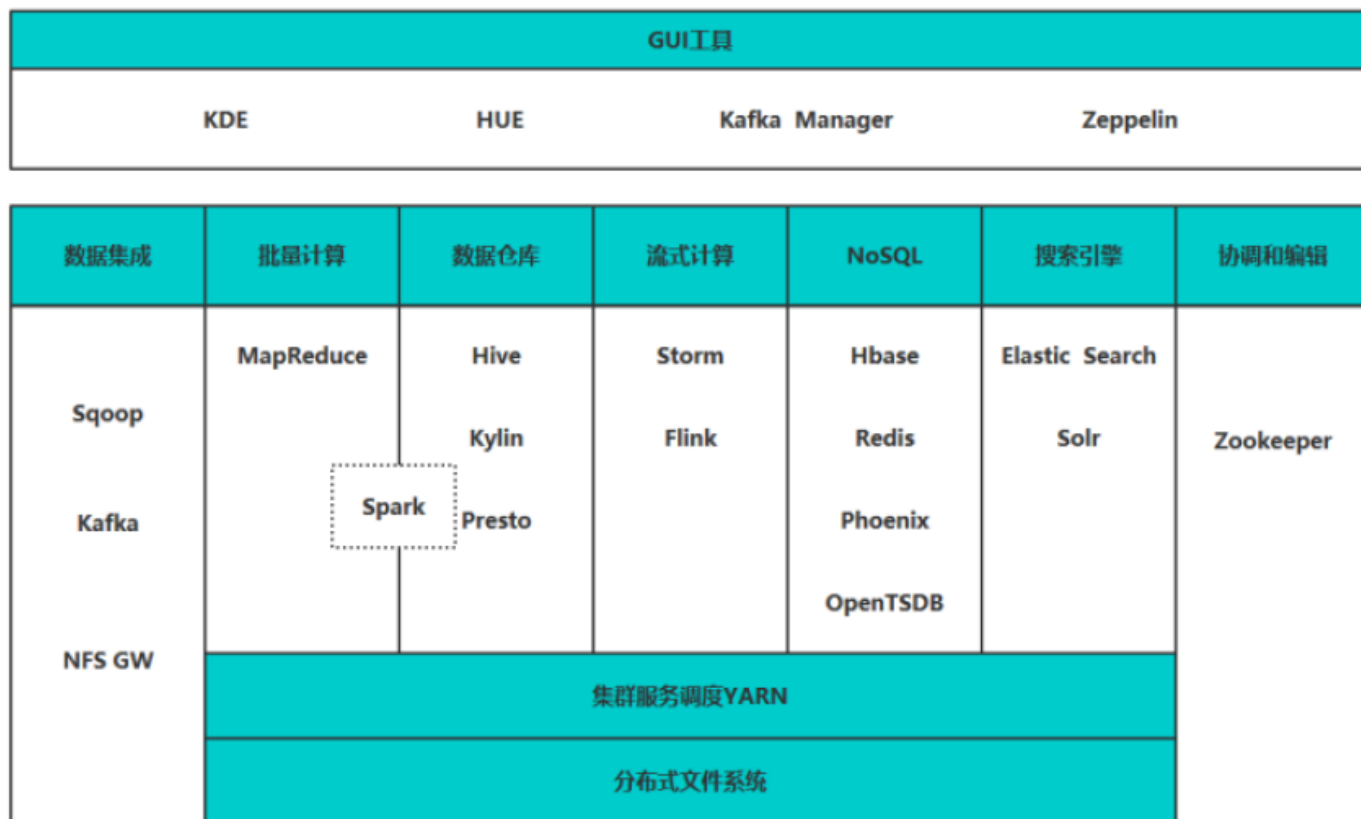 GUI工具
KDE HUE Kafka Manager Zeppelin
数据集成 批量计算 数据仓库 流式计算 NoSQL 搜索引擎 协调和编辑
MapReduce Hive Storm Hbase Elastic Search
Sqoop
Kylin Flink Redis Solr Zookeeper
Spark
Kafka Presto Phoenix
OpenTSDB
NFS GW
集群服务调度YARN
分布式文件系统